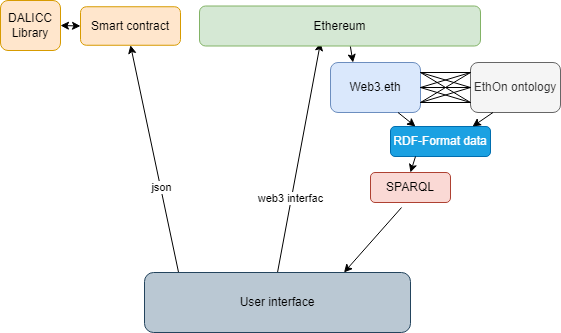 DALICC
Library
Smart contract
Ethereum
Web3.eth
EthOn ontology
RDF-Format data
SPARQL
json
web3 interfac
User interface